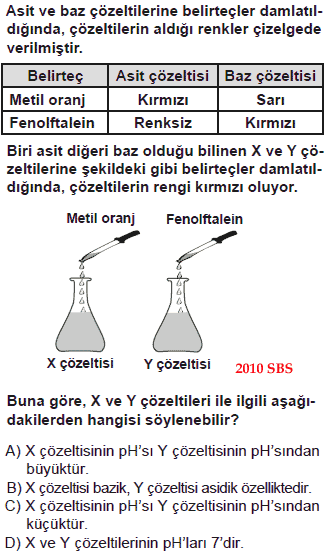 Asit ve baz çözeltilerine belirteçler damlatıl-
dığında, çözeltilerin aldığı renkler çizelgede
verilmiştir.
Belirteç Asit çözeltisi Baz çözeltisi
Metil oranj Kırmızı Sarı
Fenolftalein Renksiz Kırmızı
Biri asit diğeri baz olduğu bilinen X ve Y çö-
zeltilerine şekildeki gibi belirteçler damlatıl-
dığında, çözeltilerin rengi kırmızı oluyor.
Metil oranj Fenolftalein
X çözeltisi Y çözeltisi 2010 SBS
Buna göre, X ve Y çözeltileri ile ilgili aşağı-
dakilerden hangisi söylenebilir?
A) X çözeltisinin pH'sı Y çözeltisinin pH'sından
büyüktür.
B) X çözeltisi bazik, Y çözeltisi asidik özelliktedir.
C) X çözeltisinin pH'sı Y çözeltisinin pH'sından
küçüktür.
D) X ve Y çözeltilerinin pH'ları 7'dir.